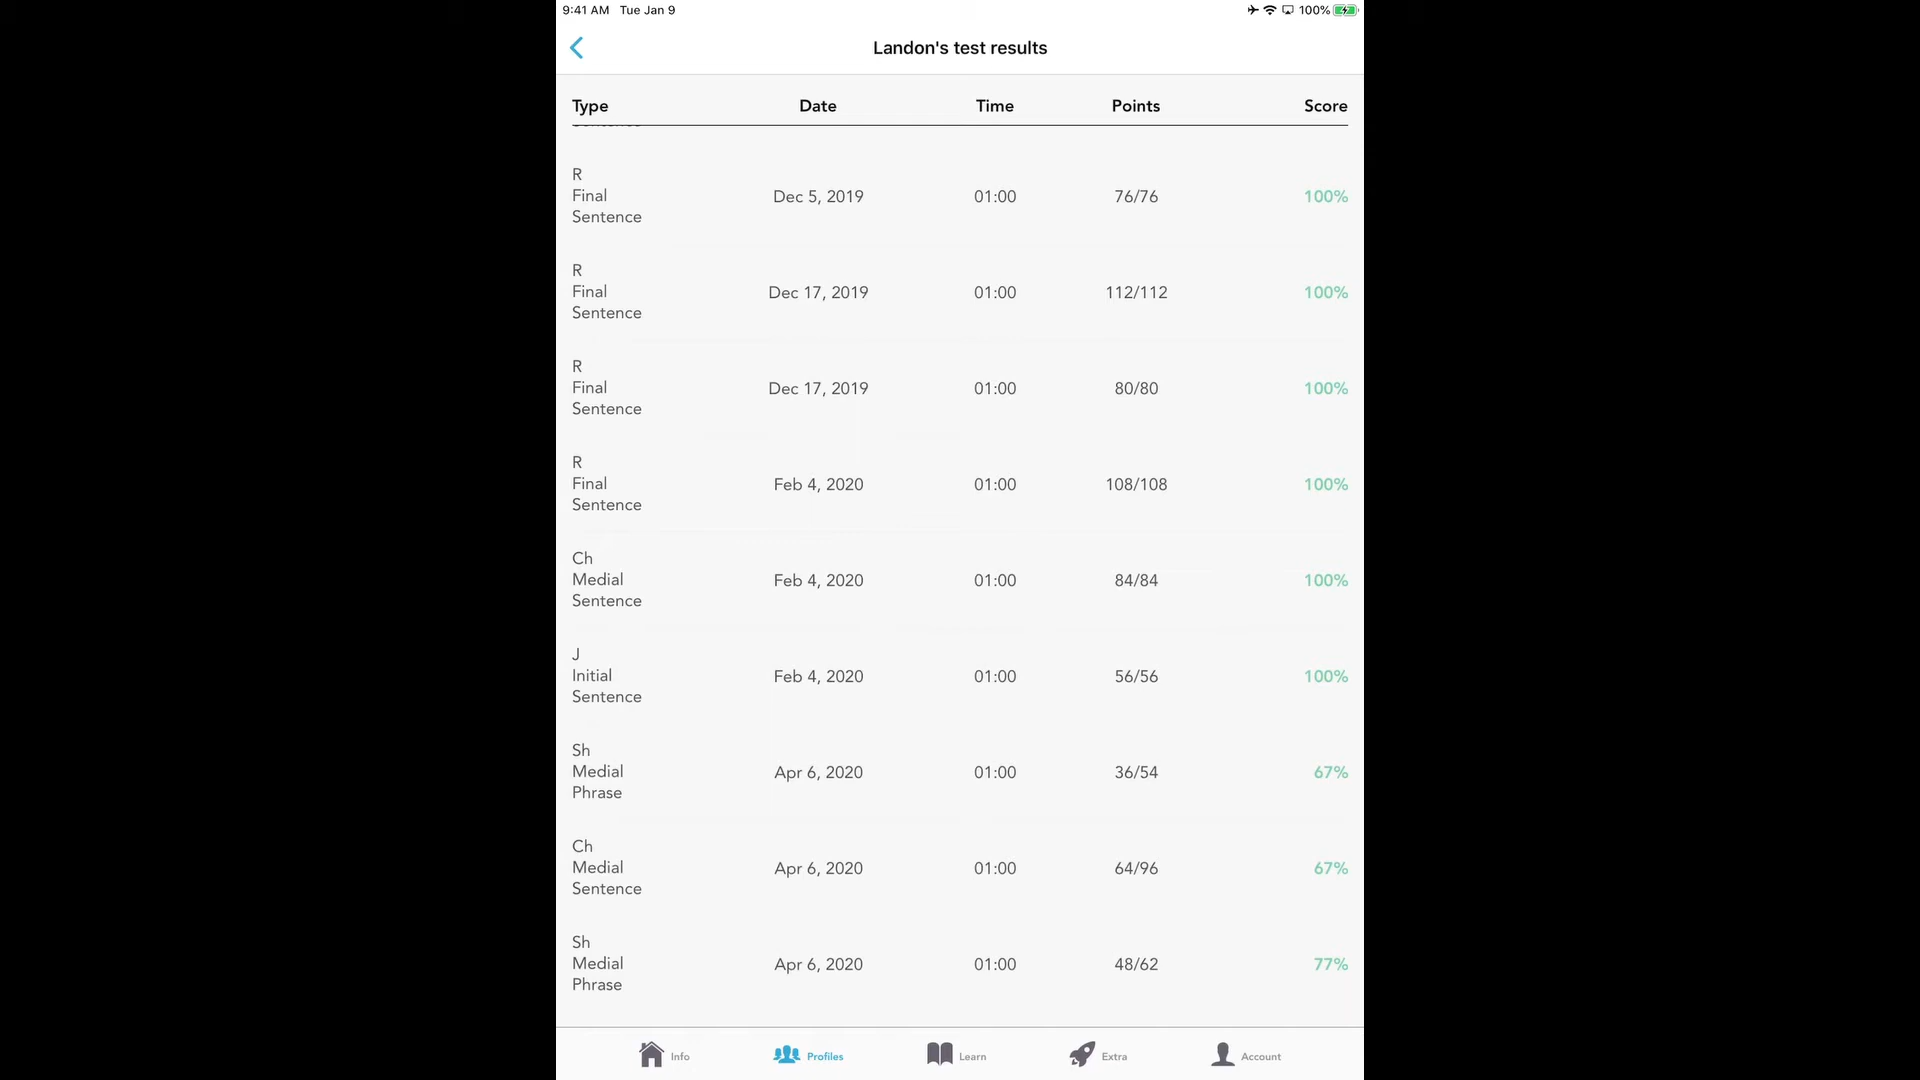 9:41 AM Tue Jan 9 100%
Landon's test results
Type Date Time Points Score
R
Final
Sentence
Dec 5, 2019 01:00 76/76 100%
R
Final
Sentence
Dec 17, 2019 01:00 112/112 100%
R
Final
Sentence
Dec 17, 2019 01:00 80/80 100%
R
Final
Sentence
Feb 4, 2020 01:00 108/108 100%
Ch
Medial
Sentence
Feb 4, 2020 01:00 84/84 100%
J
Initial
Sentence
Feb 4, 2020 01:00 56/56 100%
Sh
Medial
Phrase
Apr 6, 2020 01:00 36/54 67%
Ch
Medial
Sentence
Apr 6, 2020 01:00 64/96 67%
Sh
Medial
Phrase
Apr 6, 2020 01:00 48/62 77%
Info Profiles Learn Extra Account